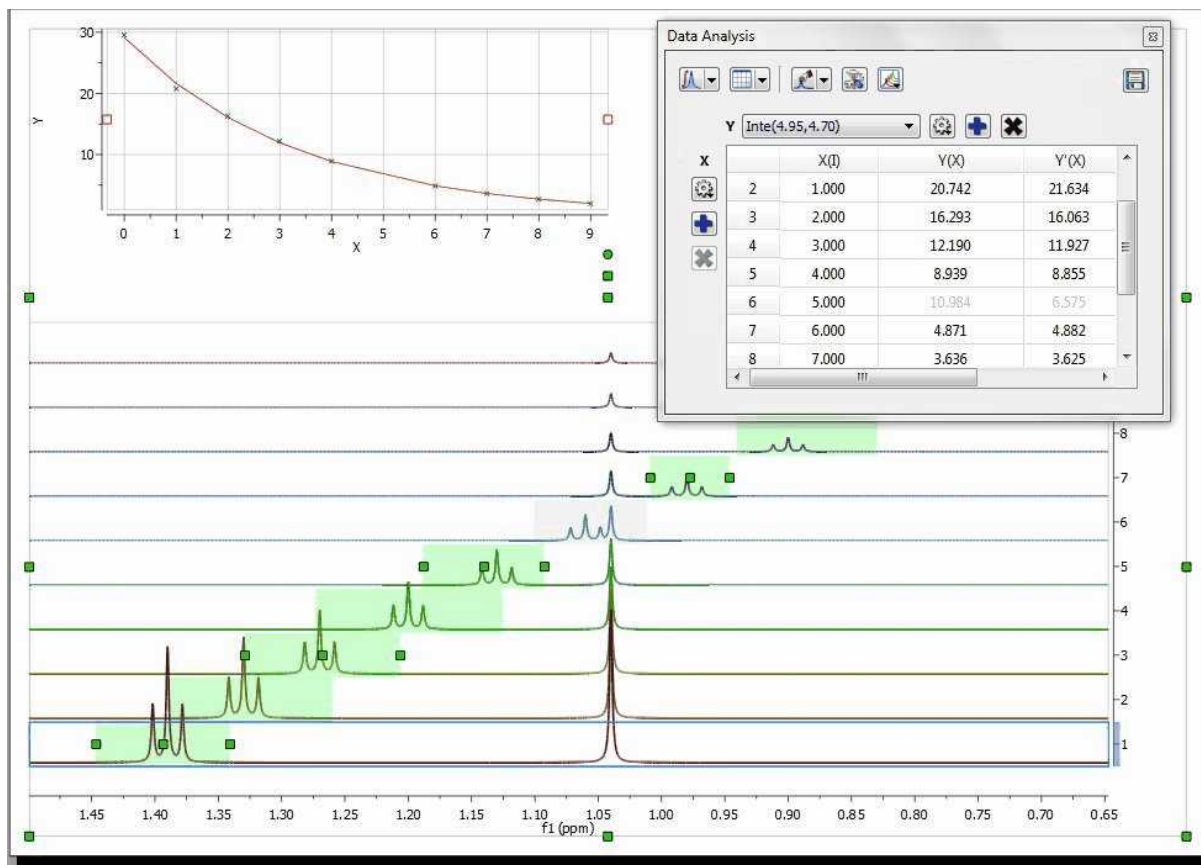 Data Analysis
Y Inte(4.95,4.70)
X X(I) Y(X) Y'(X)
2 1.000 20.742 21.634
3 2.000 16.293 16.063
4 3.000 12.190 11.927
5 4.000 8.939 8.855
6 5.000 10.984 6.575
7 6.000 4.871 4.882
8 7.000 3.636 3.625
30
20
10
Y
0 1 2 3 4 5 6 7 8 9
X
8
7
6
5
4
3
2
1
1.45 1.40 1.35 1.30 1.25 1.20 1.15 1.10 1.05 1.00 0.95 0.90 0.85 0.80 0.75 0.70 0.65
f1 (ppm)